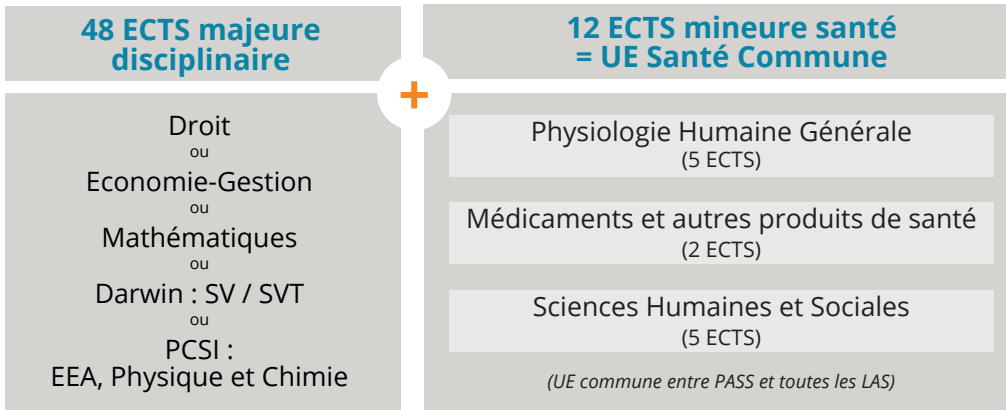 48 ECTS majeure
disciplinaire
+
12 ECTS mineure santé
= UE Santé Commune
Droit
ou
Economie-Gestion
ou
Mathématiques
ou
Darwin : SV / SVT
ou
PCSI :
EEA, Physique et Chimie
Physiologie Humaine Générale
(5 ECTS)
Médicaments et autres produits de santé
(2 ECTS)
Sciences Humaines et Sociales
(5 ECTS)
(UE commune entre PASS et toutes les LAS)